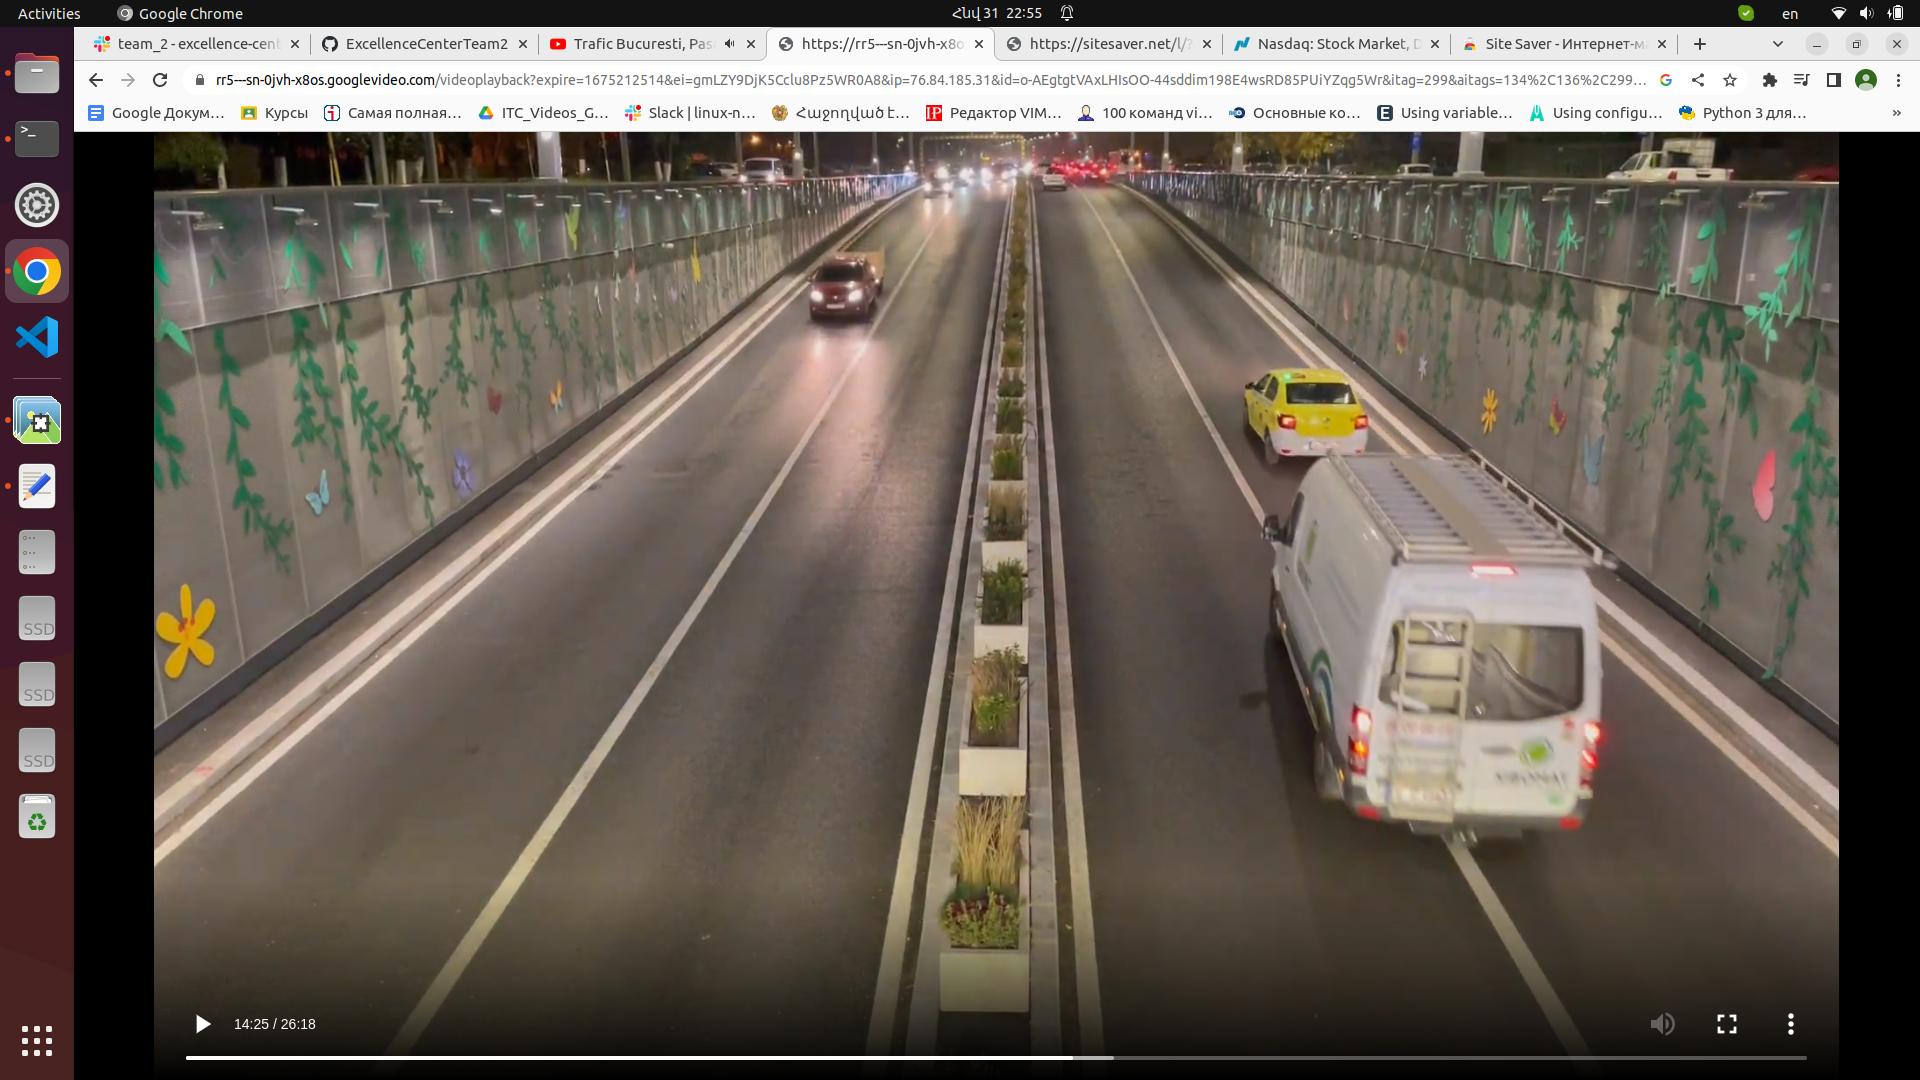 Activities
Google Chrome
Հնվ 31 22:55
en
team_2 - excellence-cent
ExcellenceCenterTeam2
Trafic Bucuresti, Pasa
https://rr5---sn-0jvh-x8o
https://sitesaver.net/l/?
Nasdaq: Stock Market, D
Site Saver - Интернет-ма
rr5---sn-0jvh-x8os.googlevideo.com/videoplayback?expire=1675212514&ei=gmLZY9DjK5Cclu8Pz5WR0A8&ip=76.84.185.31&id=o-AEgtgtVAxLHIsOO-44sddim198E4wsRD85PUiYZqg5Wr&itag=299&aitags=134%2C136%2C299…
Google Докум…
Курсы
Самая полная…
ITC_Videos_G…
Slack | linux-n…
Հաջողված է…
Редактор VIM…
100 команд vi…
Основные ко…
Using variable…
Using configu…
Python 3 для…
»
SSD
SSD
SSD
14:25 / 26:18